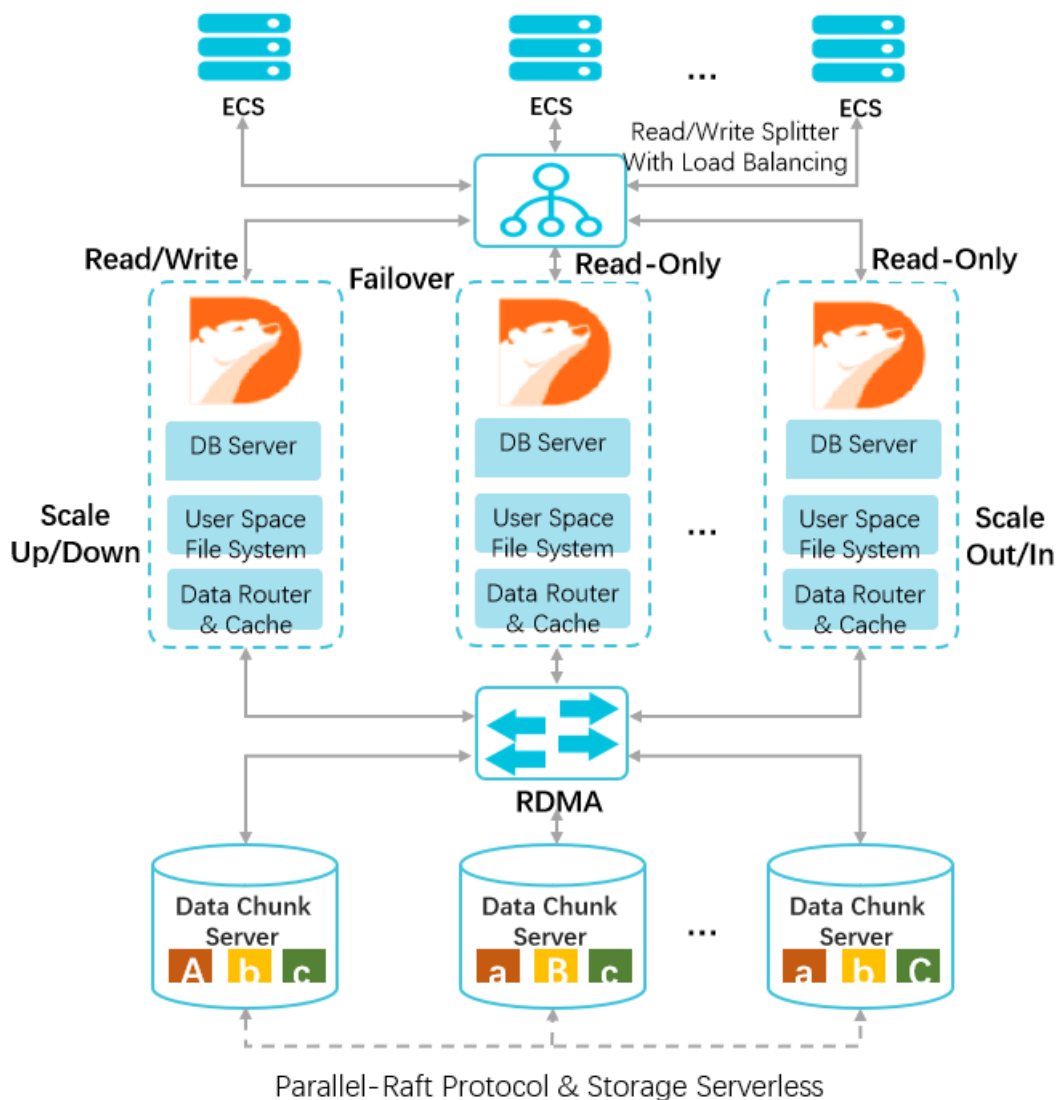 ECS
ECS
...
ECS
Read/Write Splitter
With Load Balancing
Read/Write
Failover
Read-Only
Read-Only
DB Server
DB Server
DB Server
Scale
Up/Down
User Space
File System
User Space
File System
...
User Space
File System
Scale
Out/In
Data Router
& Cache
Data Router
& Cache
Data Router
& Cache
RDMA
Data Chunk
Server
A b c
Data Chunk
Server
a B c
...
Data Chunk
Server
a b C
Parallel-Raft Protocol & Storage Serverless